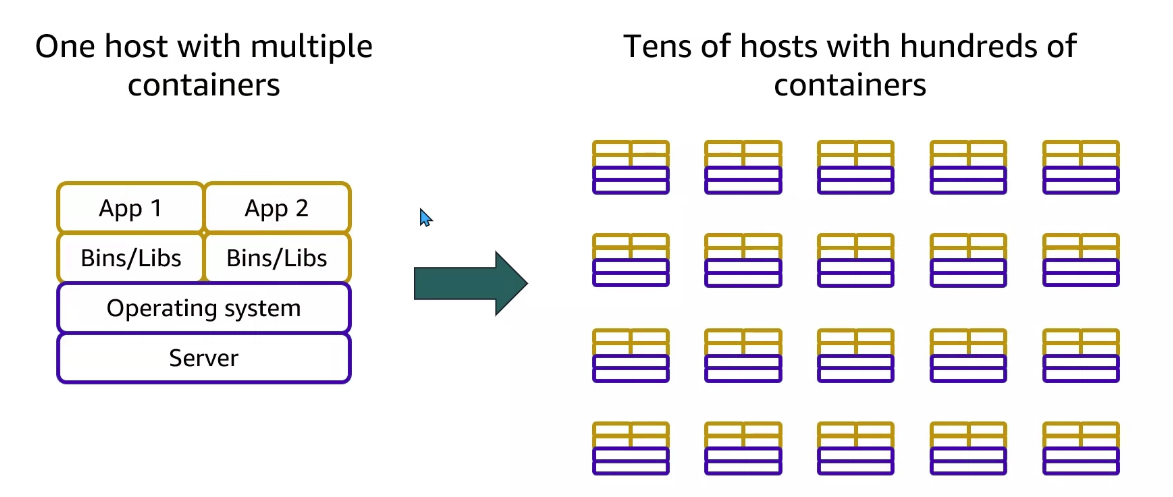 One host with multiple
containers
Tens of hosts with hundreds of
containers
App 1
App 2
Bins/Libs
Bins/Libs
Operating system
Server